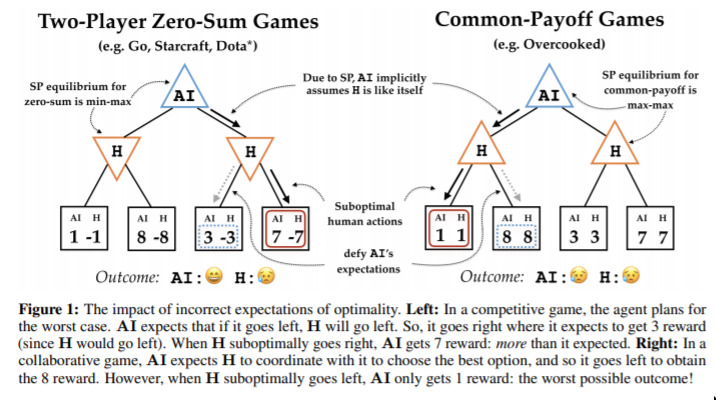 Two-Player Zero-Sum Games
(e.g. Go, Starcraft, Dota*)
Common-Payoff Games
(e.g. Overcooked)
SP equilibrium for
zero-sum is min-max
AI
Due to SP, AI implicitly
assumes H is like itself
AI
SP equilibrium for
common-payoff is
max-max
H
H
H
H
AI H
1 -1
AI H
8 -8
AI H
3 -3
AI H
7 -7
Suboptimal
human actions
defy AI's
expectations
AI H
1 1
AI H
8 8
AI H
3 3
AI H
7 7
Outcome: AI: H:
Outcome: AI: H:
Figure 1: The impact of incorrect expectations of optimality. Left: In a competitive game, the agent plans for
the worst case. AI expects that if it goes left, H will go left. So, it goes right where it expects to get 3 reward
(since H would go left). When H suboptimally goes right, AI gets 7 reward: more than it expected. Right: In a
collaborative game, AI expects H to coordinate with it to choose the best option, and so it goes left to obtain
the 8 reward. However, when H suboptimally goes left, AI only gets 1 reward: the worst possible outcome!